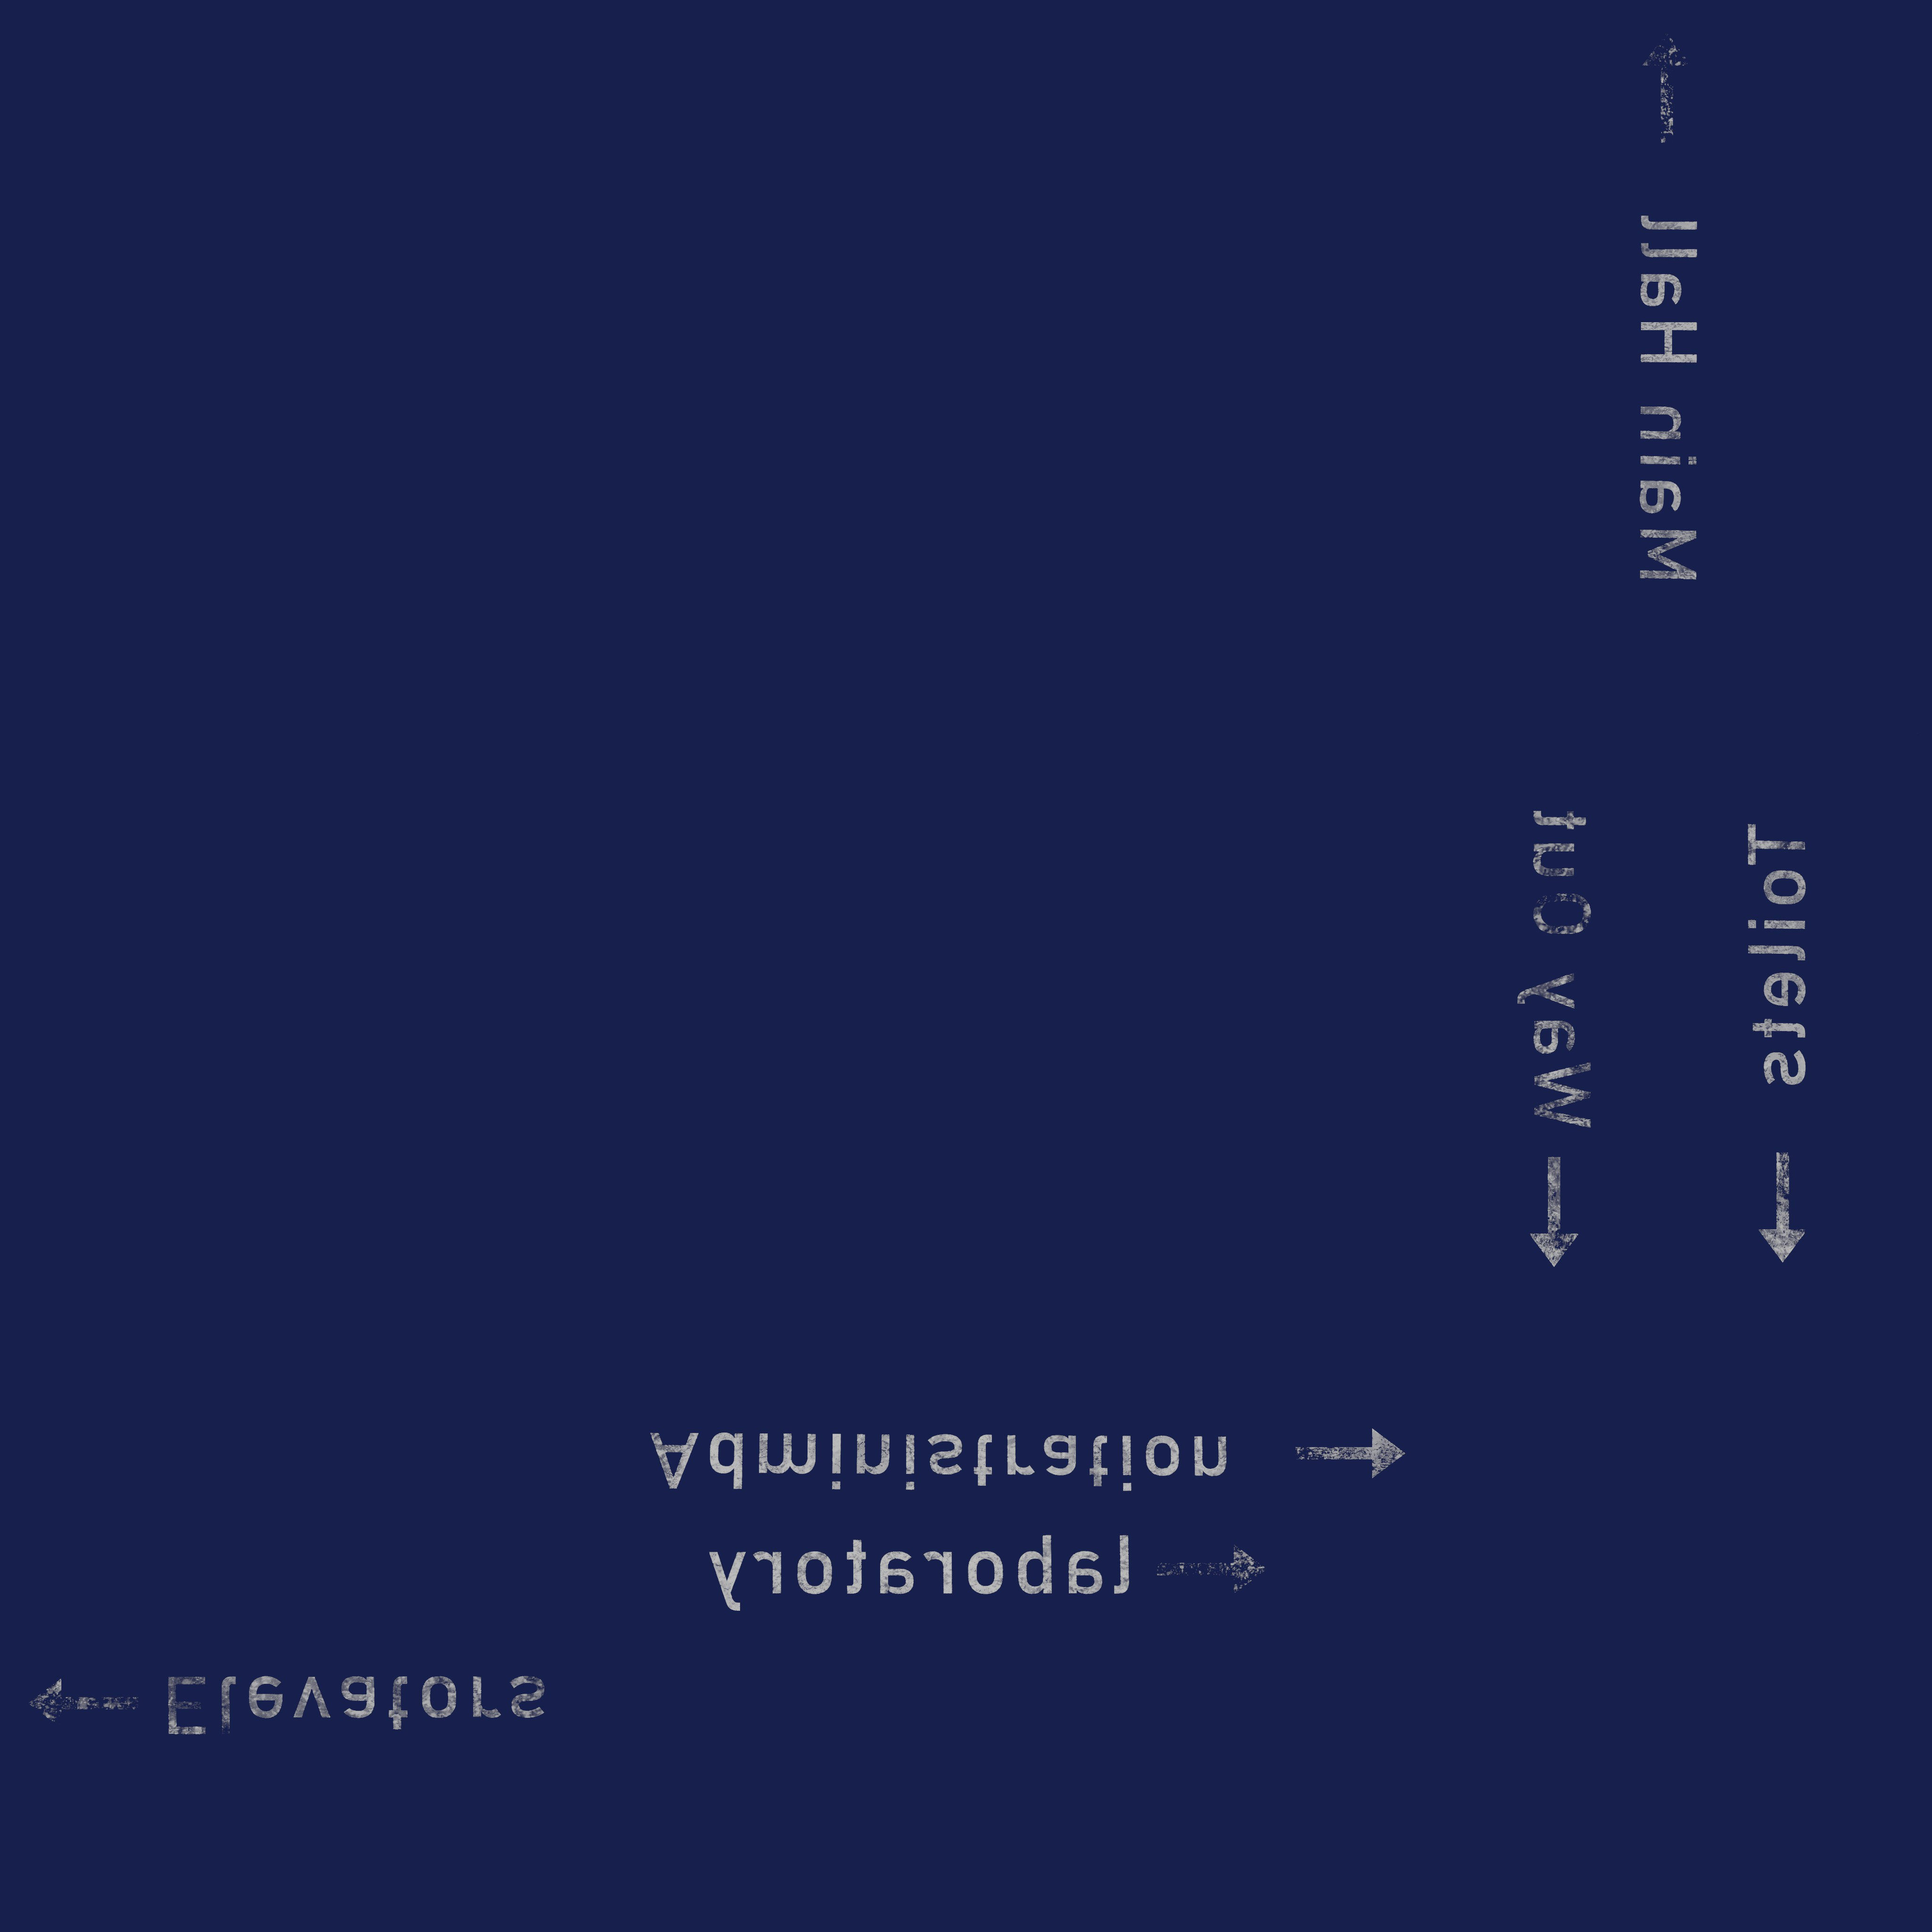 Main Hall
Way Out
Toilets
Administration
laboratory
Elevators